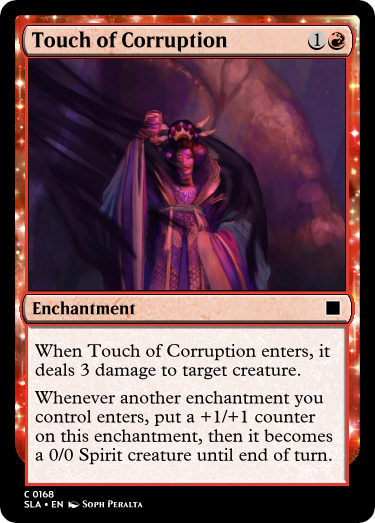 Touch of Corruption 1
Enchantment
When Touch of Corruption enters, it
deals 3 damage to target creature.
Whenever another enchantment you
control enters, put a +1/+1 counter
on this enchantment, then it becomes
a 0/0 Spirit creature until end of turn.
C 0168
SLA • EN Soph Peralta